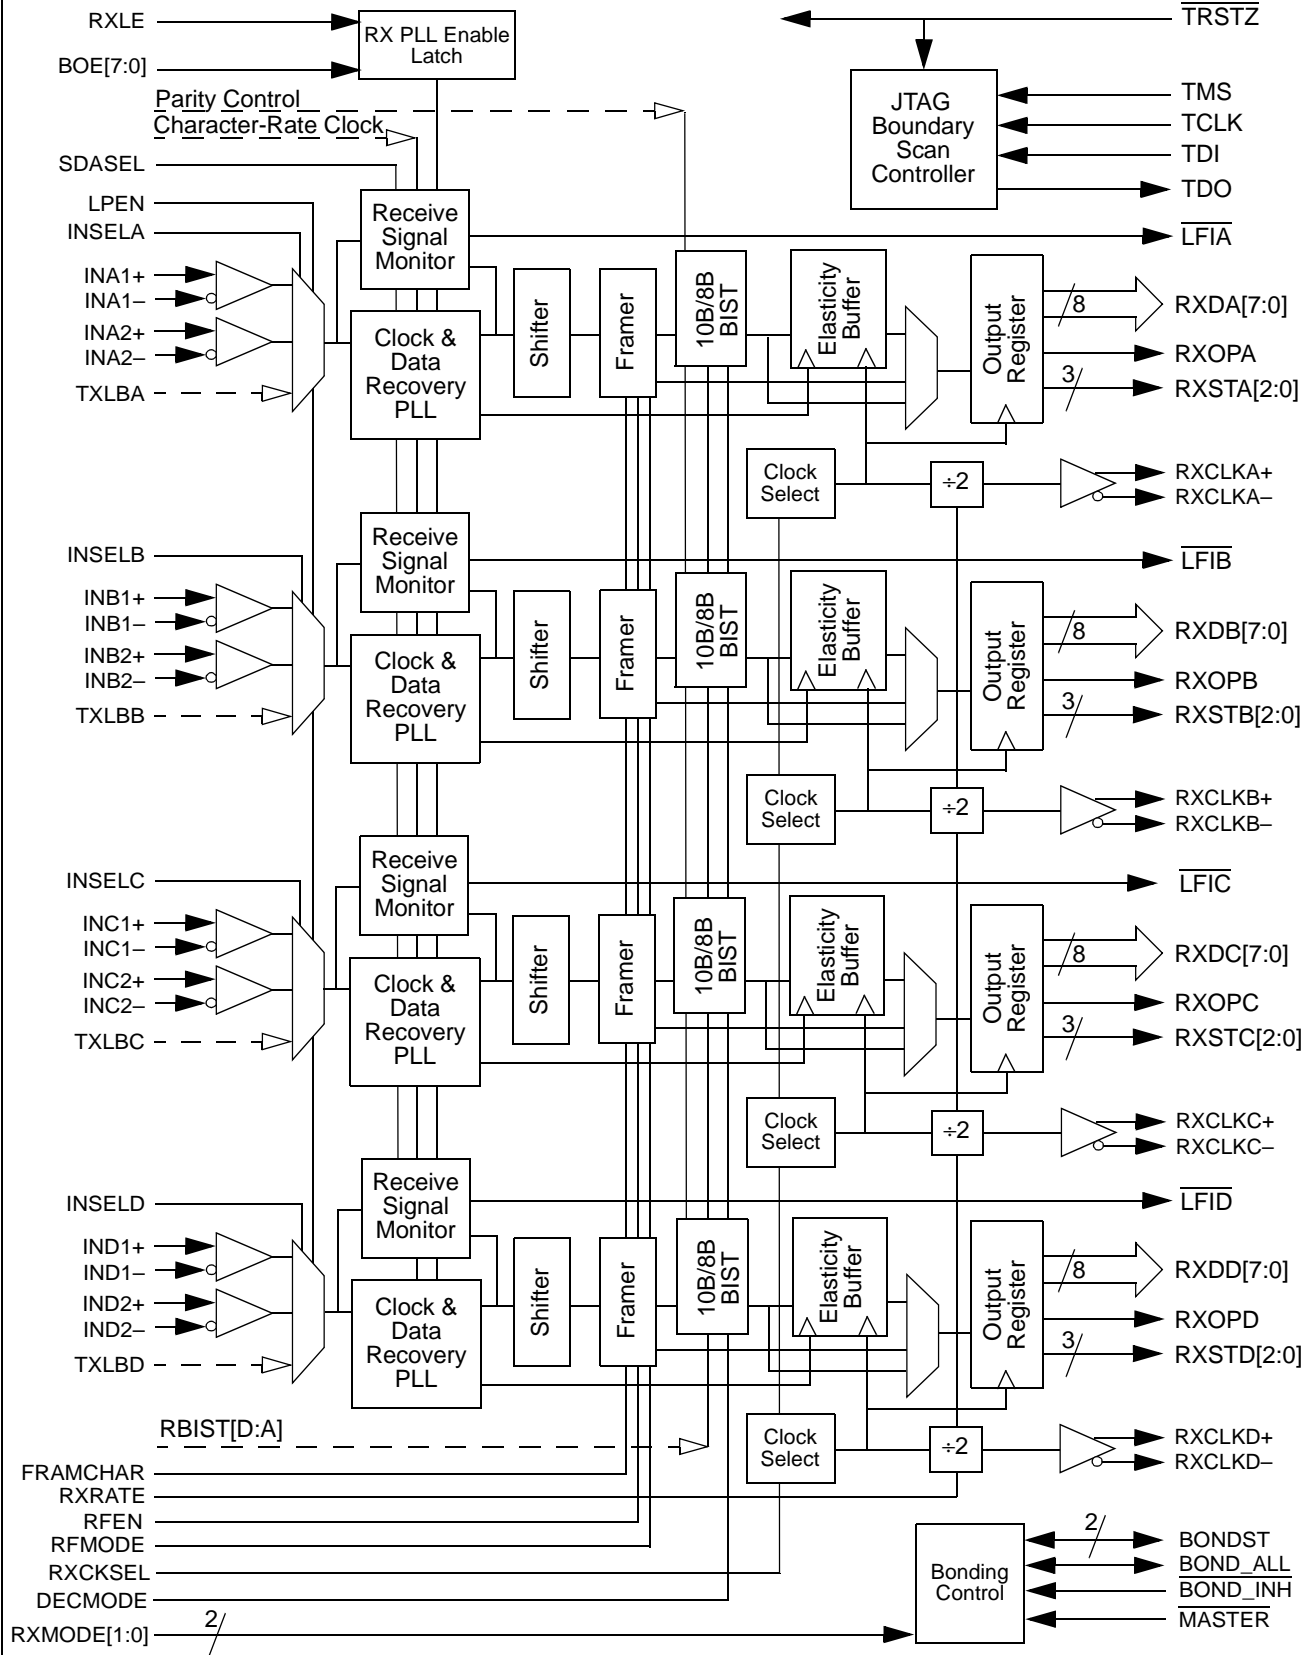 RXLE
RX PLL Enable
Latch
BOE[7:0]
Parity Control
Character-Rate Clock
TRSTZ
JTAG
Boundary
Scan
Controller
TMS
TCLK
TDI
TDO
SDASEL
LPEN
INSELA
INA1+
INA1–
INA2+
INA2–
TXLBA
Receive
Signal
Monitor
Clock &
Data
Recovery
PLL
Shifter
Framer
10B/8B
BIST
Elasticity
Buffer
Output
Register
LFIA
8
RXDA[7:0]
RXOPA
3
RXSTA[2:0]
Clock
Select
÷2
RXCLKA+
RXCLKA–
INSELB
INB1+
INB1–
INB2+
INB2–
TXLBB
Receive
Signal
Monitor
Clock &
Data
Recovery
PLL
Shifter
Framer
10B/8B
BIST
Elasticity
Buffer
Output
Register
LFIB
8
RXDB[7:0]
RXOPB
3
RXSTB[2:0]
Clock
Select
÷2
RXCLKB+
RXCLKB–
INSELC
INC1+
INC1–
INC2+
INC2–
TXLBC
Receive
Signal
Monitor
Clock &
Data
Recovery
PLL
Shifter
Framer
10B/8B
BIST
Elasticity
Buffer
Output
Register
LFIC
8
RXDC[7:0]
RXOPC
3
RXSTC[2:0]
Clock
Select
÷2
RXCLKC+
RXCLKC–
INSELD
IND1+
IND1–
IND2+
IND2–
TXLBD
Receive
Signal
Monitor
Clock &
Data
Recovery
PLL
Shifter
Framer
10B/8B
BIST
Elasticity
Buffer
Output
Register
LFID
8
RXDD[7:0]
RXOPD
3
RXSTD[2:0]
Clock
Select
÷2
RXCLKD+
RXCLKD–
RBIST[D:A]
FRAMCHAR
RXRATE
RFEN
RFMODE
RXCKSEL
DECMODE
RXMODE[1:0]
2
Bonding
Control
2
BONDST
BOND_ALL
BOND_INH
MASTER